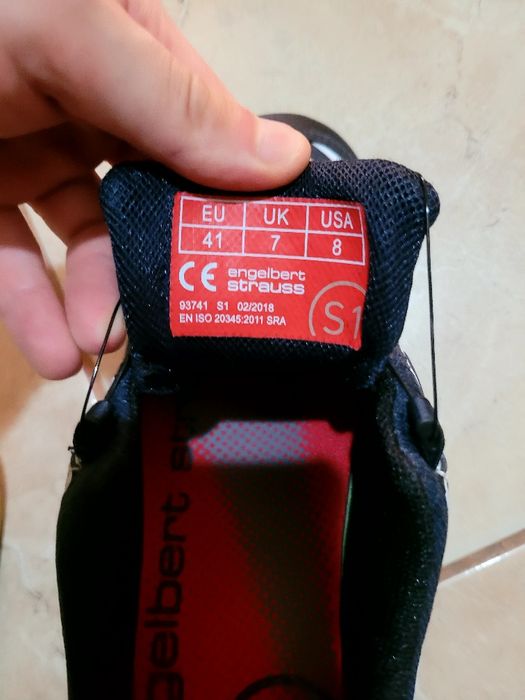 EU UK USA
41 7 8
CE engelbert
strauss
93741 S1 02/2018
EN ISO 20345:2011 SRA
S1
engelbert